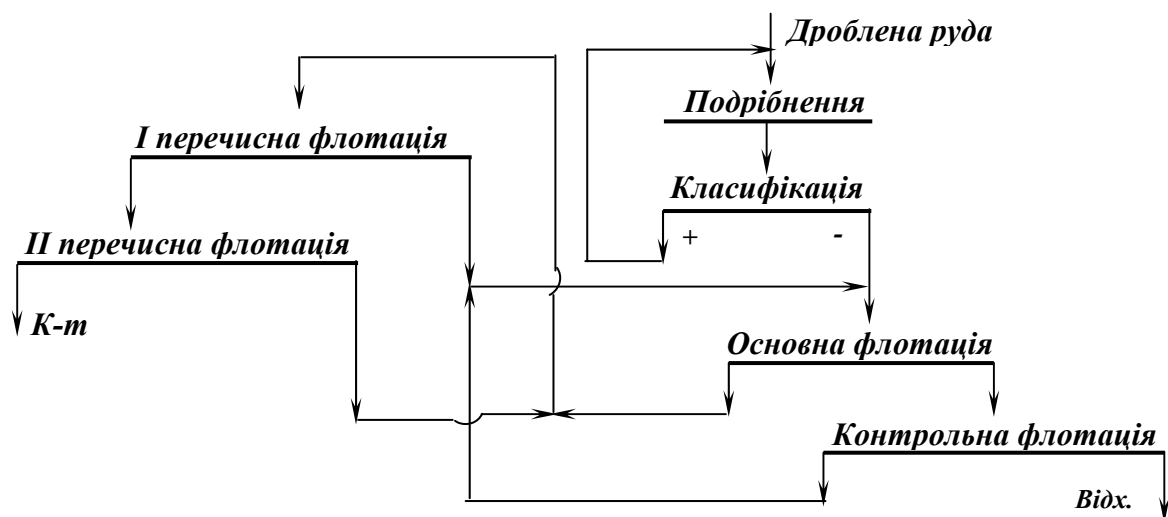 Дроблена руда
Подрібнення
І перечисна флотація
Класифікація
+ -
ІІ перечисна флотація
К-т
Основна флотація
Контрольна флотація
Відх.